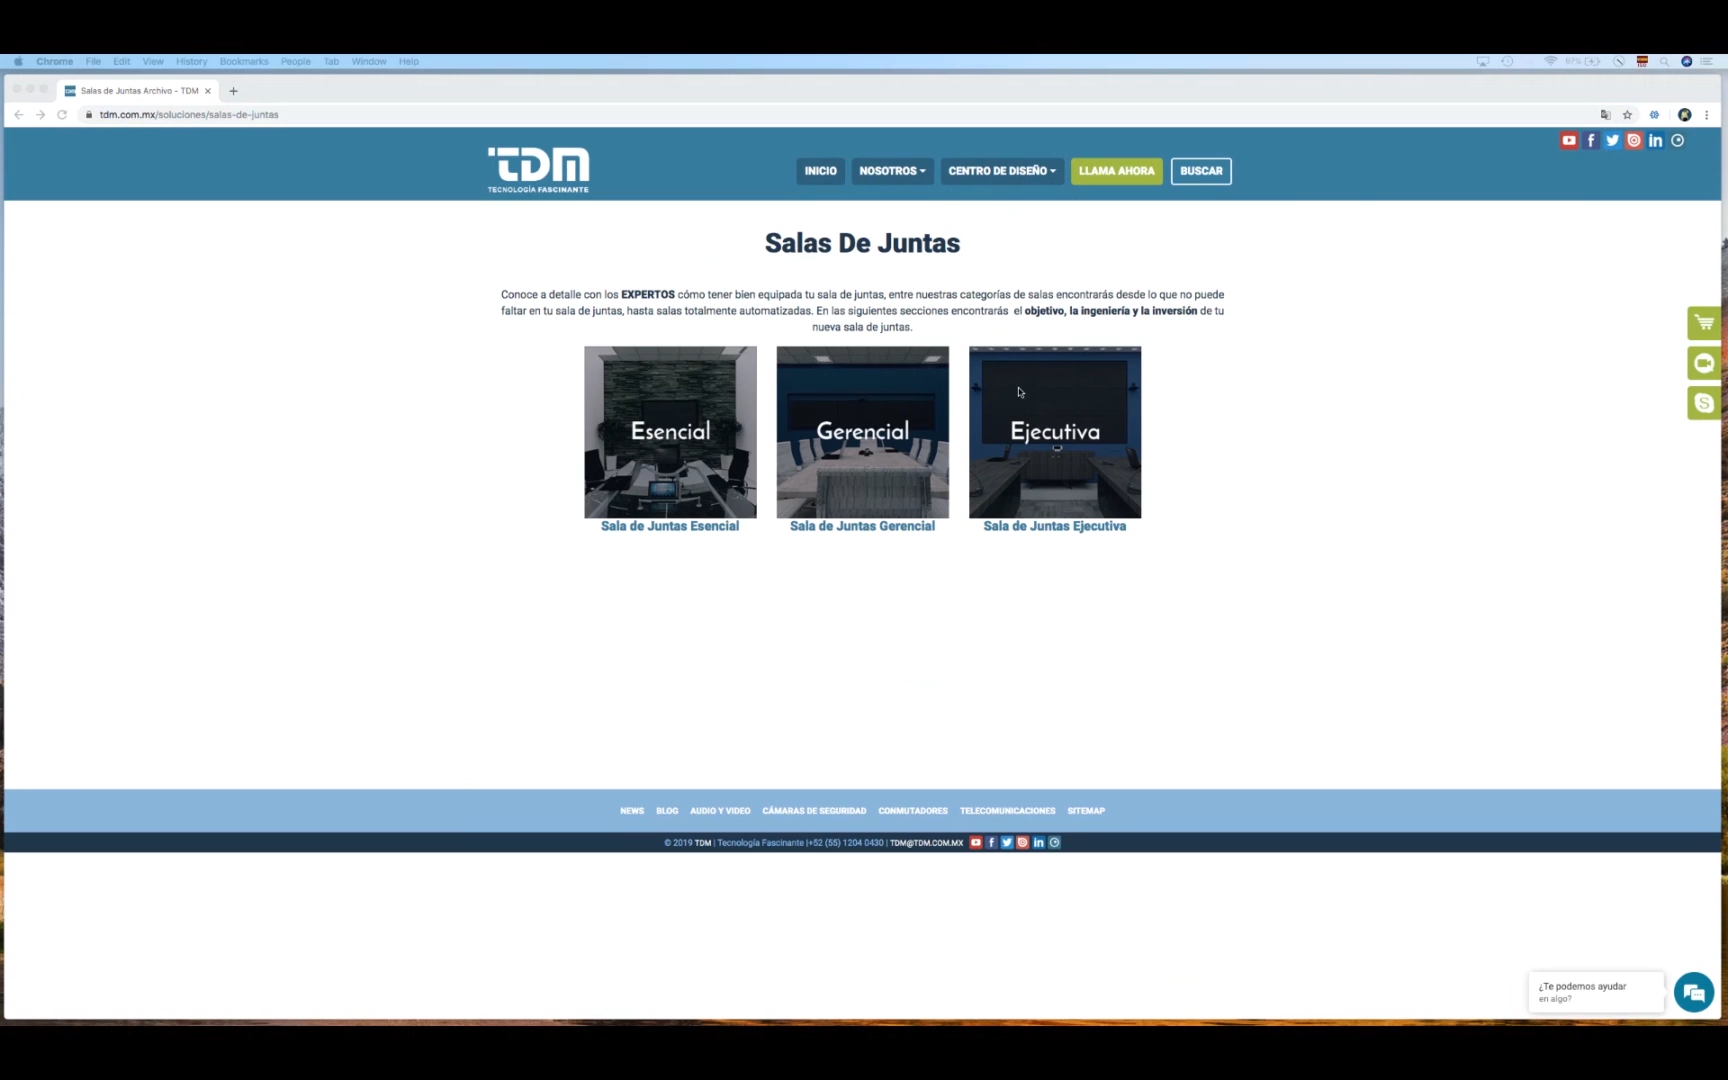 Chrome File Edit View History Bookmarks People Tab Window Help
97%
Salas de Juntas Archivo - TDM
tdm.com.mx/soluciones/salas-de-juntas
TDM
TECNOLOGÍA FASCINANTE
INICIO NOSOTROS CENTRO DE DISEÑO LLAMA AHORA BUSCAR
Salas De Juntas
Conoce a detalle con los EXPERTOS cómo tener bien equipada tu sala de juntas, entre nuestras categorías de salas encontrarás desde lo que no puede
faltar en tu sala de juntas, hasta salas totalmente automatizadas. En las siguientes secciones encontrarás el objetivo, la ingeniería y la inversión de tu
nueva sala de juntas.
Esencial Gerencial Ejecutiva
Sala de Juntas Esencial Sala de Juntas Gerencial Sala de Juntas Ejecutiva
NEWS BLOG AUDIO Y VIDEO CÁMARAS DE SEGURIDAD CONMUTADORES TELECOMUNICACIONES SITEMAP
© 2019 TDM | Tecnología Fascinante |+52 (55) 1204 0430 | TDM@TDM.COM.MX
¿Te podemos ayudar
en algo?